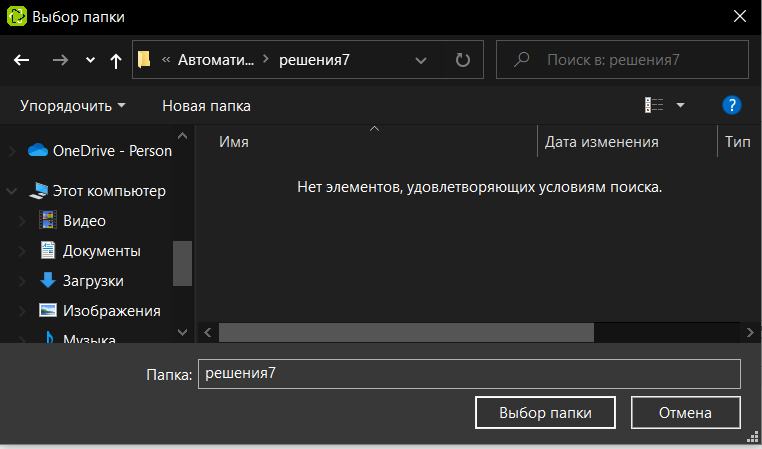 Выбор папки
« Автомати... решения7
Поиск в: решения7
Упорядочить Новая папка
Имя Дата изменения Тип
OneDrive - Person
Этот компьютер
Нет элементов, удовлетворяющих условиям поиска.
Видео
Документы
Загрузки
Изображения
Музыка
Папка: решения7
Выбор папки Отмена